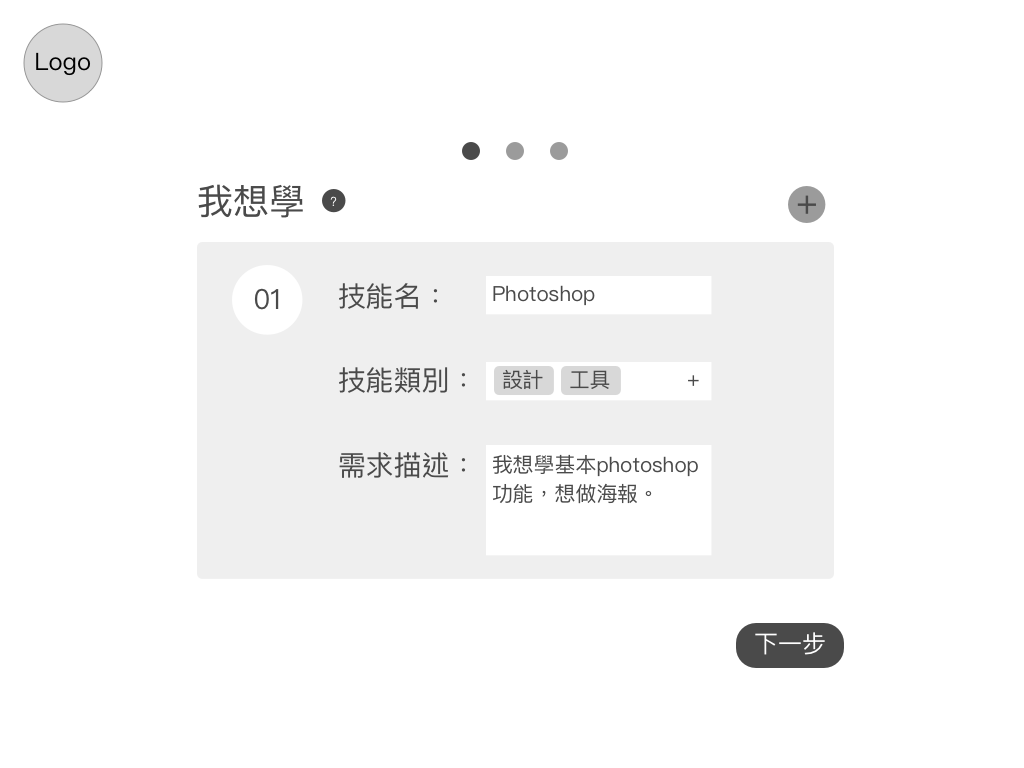 Logo
我想學 ?
+
01
技能名：
Photoshop
技能類別：
設計 工具 +
需求描述：
我想學基本photoshop
功能，想做海報。
下一步